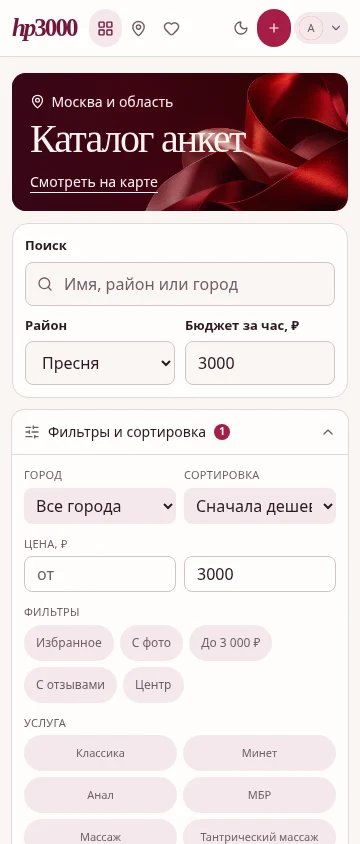 hp3000
A
Москва и область
Каталог анкет
Смотреть на карте
Поиск
Имя, район или город
Район
Бюджет за час, ₽
Пресня
3000
Фильтры и сортировка 1
ГОРОД
СОРТИРОВКА
Все города
Сначала дешев
ЦЕНА, ₽
от
3000
ФИЛЬТРЫ
Избранное
С фото
До 3 000 ₽
С отзывами
Центр
УСЛУГА
Классика
Минет
Анал
МБР
Массаж
Тантрический массаж